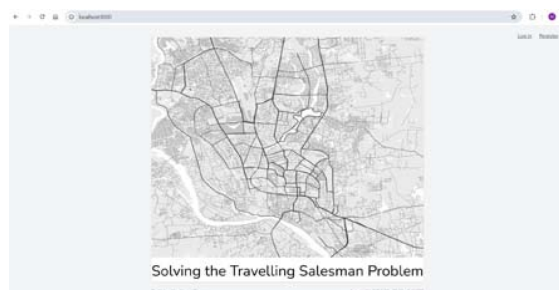 localhost:8000
Log in Register
Solving the Travelling Salesman Problem